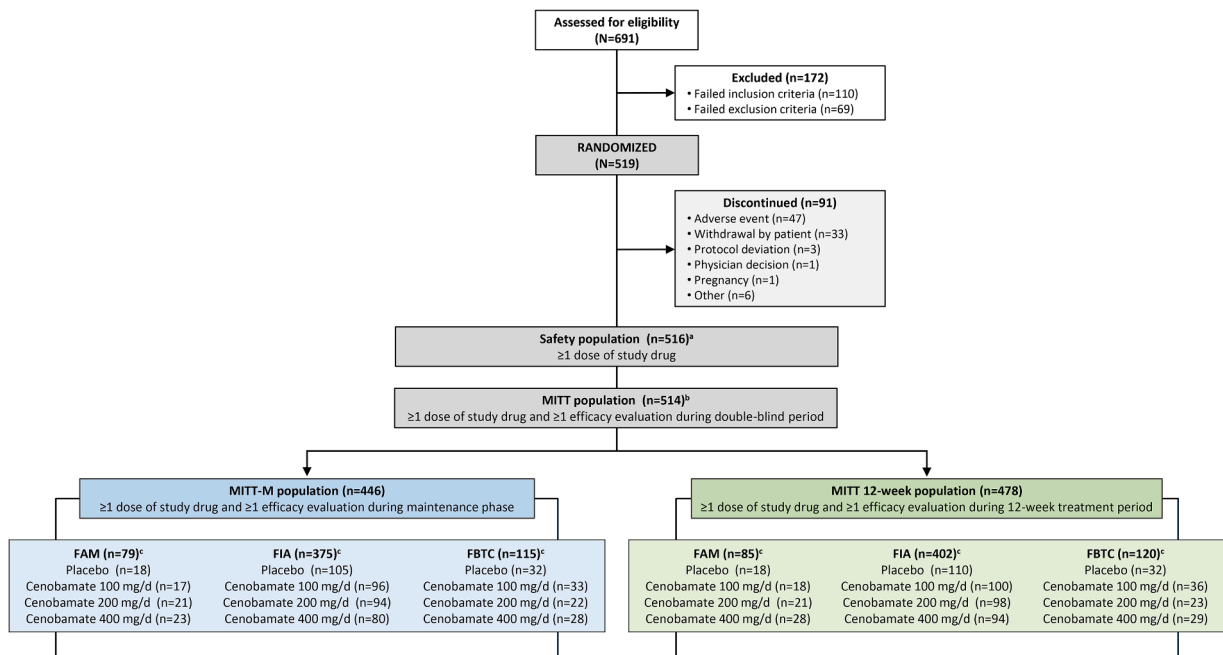 Assessed for eligibility
(N=691)
Excluded (n=172)
• Failed inclusion criteria (n=110)
• Failed exclusion criteria (n=69)
RANDOMIZED
(N=519)
Discontinued (n=91)
• Adverse event (n=47)
• Withdrawal by patient (n=33)
• Protocol deviation (n=3)
• Physician decision (n=1)
• Pregnancy (n=1)
• Other (n=6)
Safety population (n=516)ᵃ
≥1 dose of study drug
MITT population (n=514)ᵇ
≥1 dose of study drug and ≥1 efficacy evaluation during double-blind period
MITT-M population (n=446)
≥1 dose of study drug and ≥1 efficacy evaluation during maintenance phase
FAM (n=79)ᶜ
Placebo (n=18)
Cenobamate 100 mg/d (n=17)
Cenobamate 200 mg/d (n=21)
Cenobamate 400 mg/d (n=23)
FIA (n=375)ᶜ
Placebo (n=105)
Cenobamate 100 mg/d (n=96)
Cenobamate 200 mg/d (n=94)
Cenobamate 400 mg/d (n=80)
FBTC (n=115)ᶜ
Placebo (n=32)
Cenobamate 100 mg/d (n=33)
Cenobamate 200 mg/d (n=22)
Cenobamate 400 mg/d (n=28)
MITT 12-week population (n=478)
≥1 dose of study drug and ≥1 efficacy evaluation during 12-week treatment period
FAM (n=85)ᶜ
Placebo (n=18)
Cenobamate 100 mg/d (n=18)
Cenobamate 200 mg/d (n=21)
Cenobamate 400 mg/d (n=28)
FIA (n=402)ᶜ
Placebo (n=110)
Cenobamate 100 mg/d (n=100)
Cenobamate 200 mg/d (n=98)
Cenobamate 400 mg/d (n=94)
FBTC (n=120)ᶜ
Placebo (n=32)
Cenobamate 100 mg/d (n=36)
Cenobamate 200 mg/d (n=23)
Cenobamate 400 mg/d (n=29)